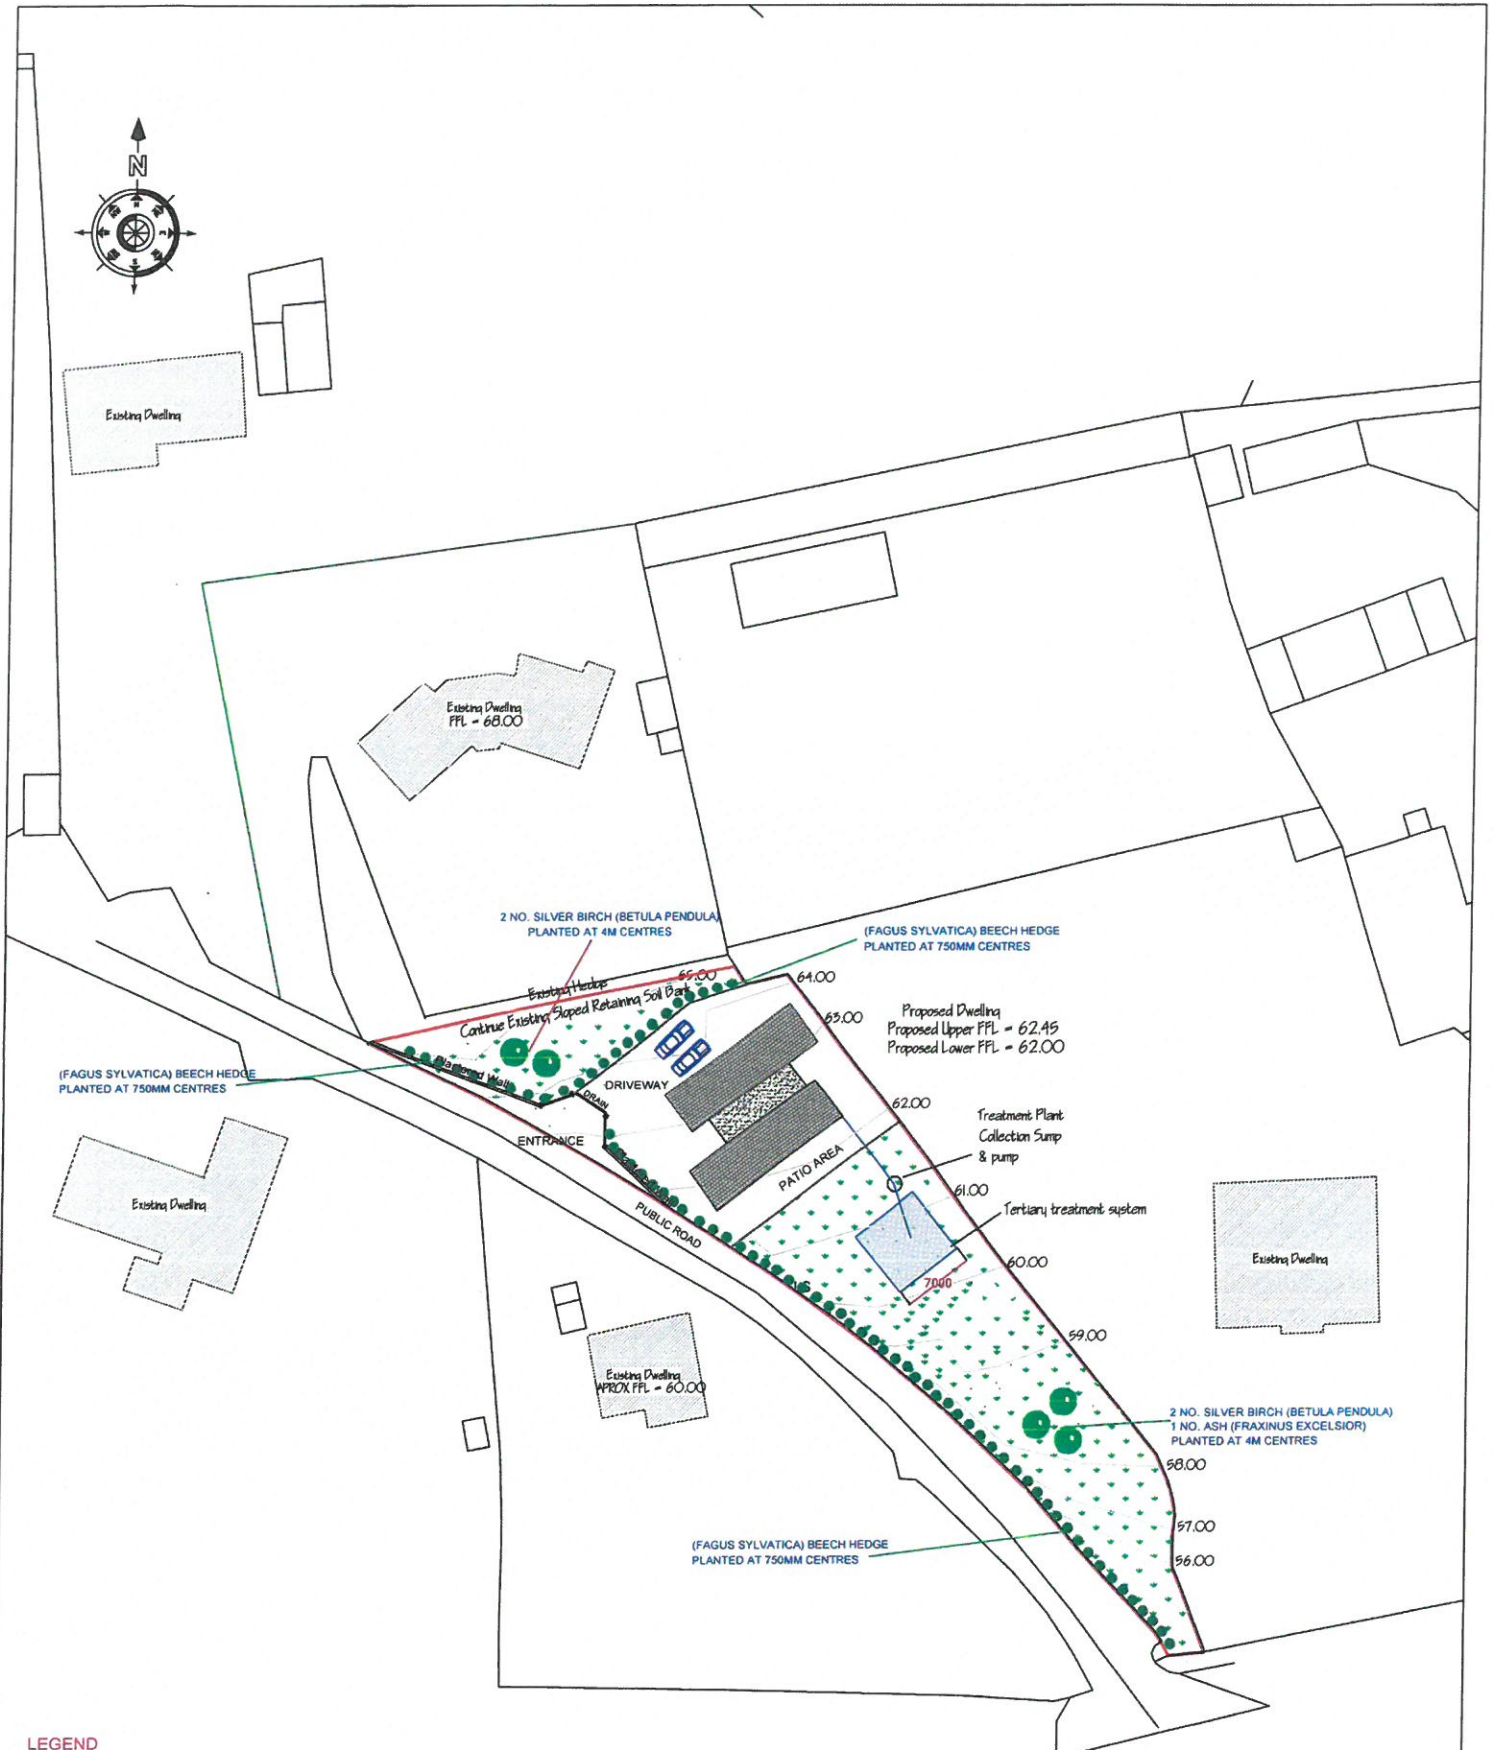 N
Existing Dwelling
Existing Dwelling
FFL = 68.00
2 NO. SILVER BIRCH (BETULA PENDULA)
PLANTED AT 4M CENTRES
(FAGUS SYLVATICA) BEECH HEDGE
PLANTED AT 750MM CENTRES
65.00
64.00
Existing Hedge
Continue Existing Sloped Retaining Soil Bank
63.00
Proposed Dwelling
Proposed Upper FFL = 62.45
Proposed Lower FFL = 62.00
(FAGUS SYLVATICA) BEECH HEDGE
PLANTED AT 750MM CENTRES
Plastered Wall
DRIVEWAY
DRAIN
62.00
ENTRANCE
Treatment Plant
Collection Sump
& pump
PATIO AREA
61.00
Existing Dwelling
PUBLIC ROAD
Tertiary treatment system
Existing Dwelling
60.00
7000
59.00
Existing Dwelling
APROX FFL = 60.00
2 NO. SILVER BIRCH (BETULA PENDULA)
1 NO. ASH (FRAXINUS EXCELSIOR)
PLANTED AT 4M CENTRES
58.00
57.00
(FAGUS SYLVATICA) BEECH HEDGE
PLANTED AT 750MM CENTRES
56.00
LEGEND